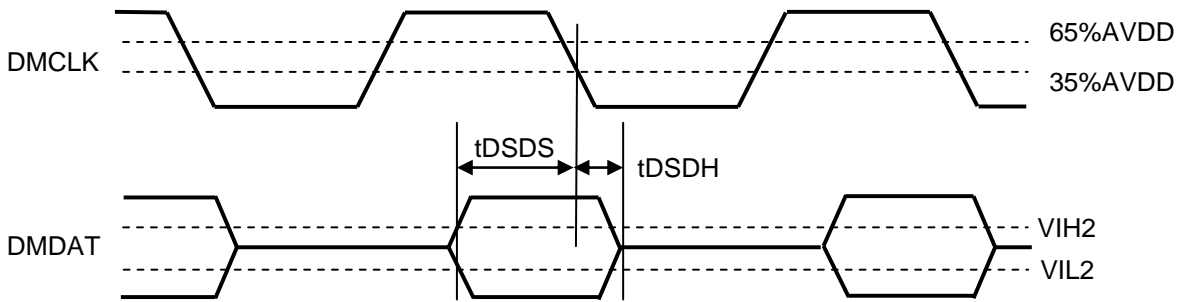 65%AVDD
DMCLK
35%AVDD
tDSDS
tDSDH
VIH2
DMDAT
VIL2